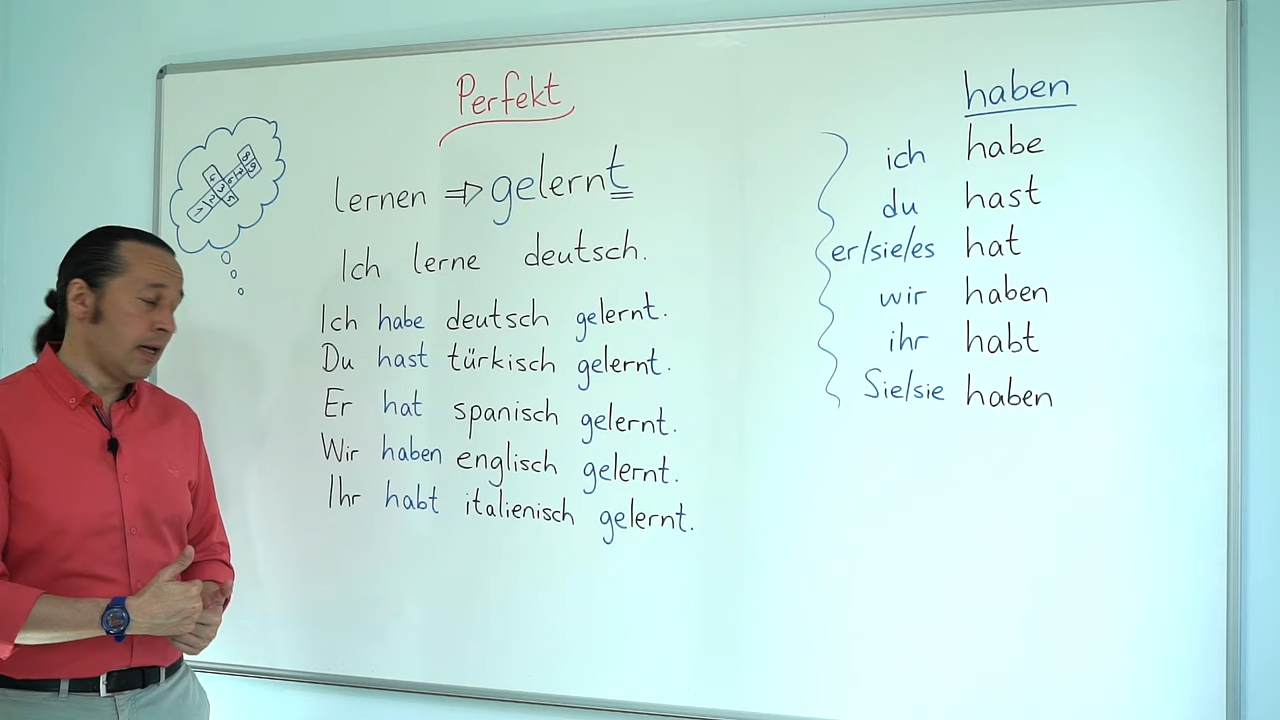 Perfekt
lernen ⇒ gelernt
Ich lerne deutsch.
Ich habe deutsch gelernt.
Du hast türkisch gelernt.
Er hat spanisch gelernt.
Wir haben englisch gelernt.
Ihr habt italienisch gelernt.
haben
ich habe
du hast
er/sie/es hat
wir haben
ihr habt
Sie/sie haben